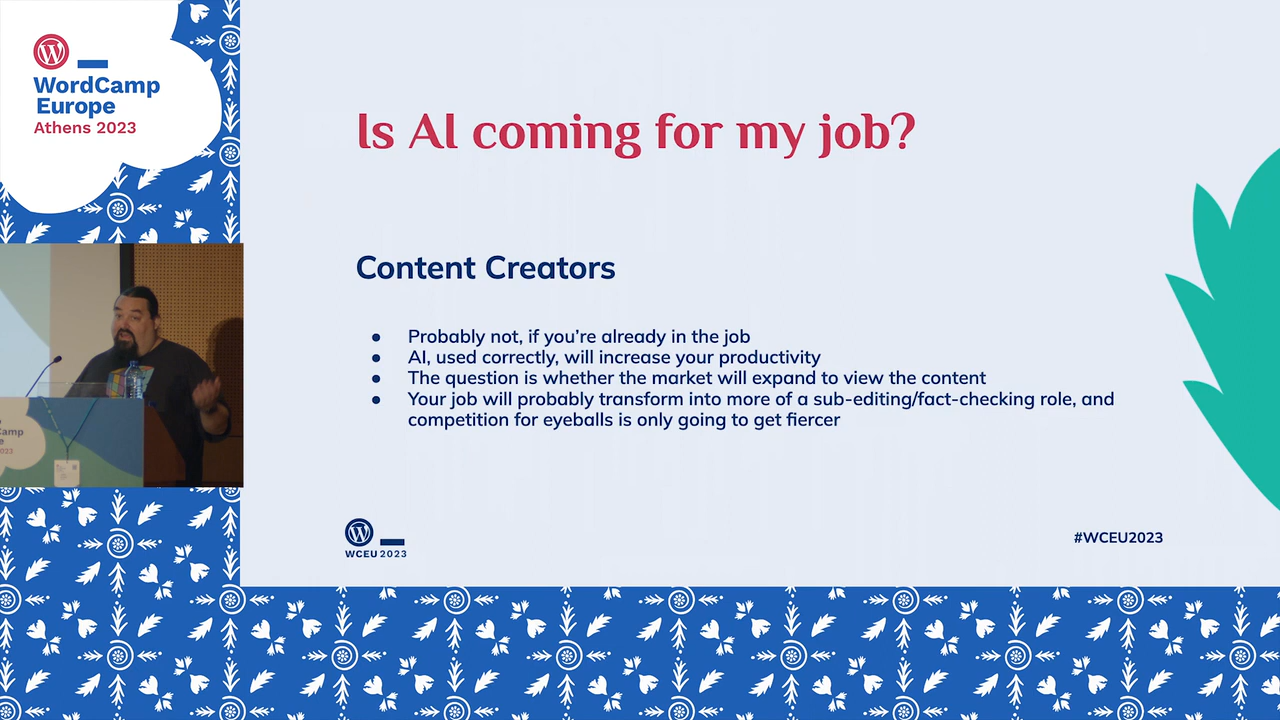 WordCamp
Europe
Athens 2023
Is AI coming for my job?
Content Creators
● Probably not, if you're already in the job
● AI, used correctly, will increase your productivity
● The question is whether the market will expand to view the content
● Your job will probably transform into more of a sub-editing/fact-checking role, and
competition for eyeballs is only going to get fiercer
WCEU 2023
#WCEU2023